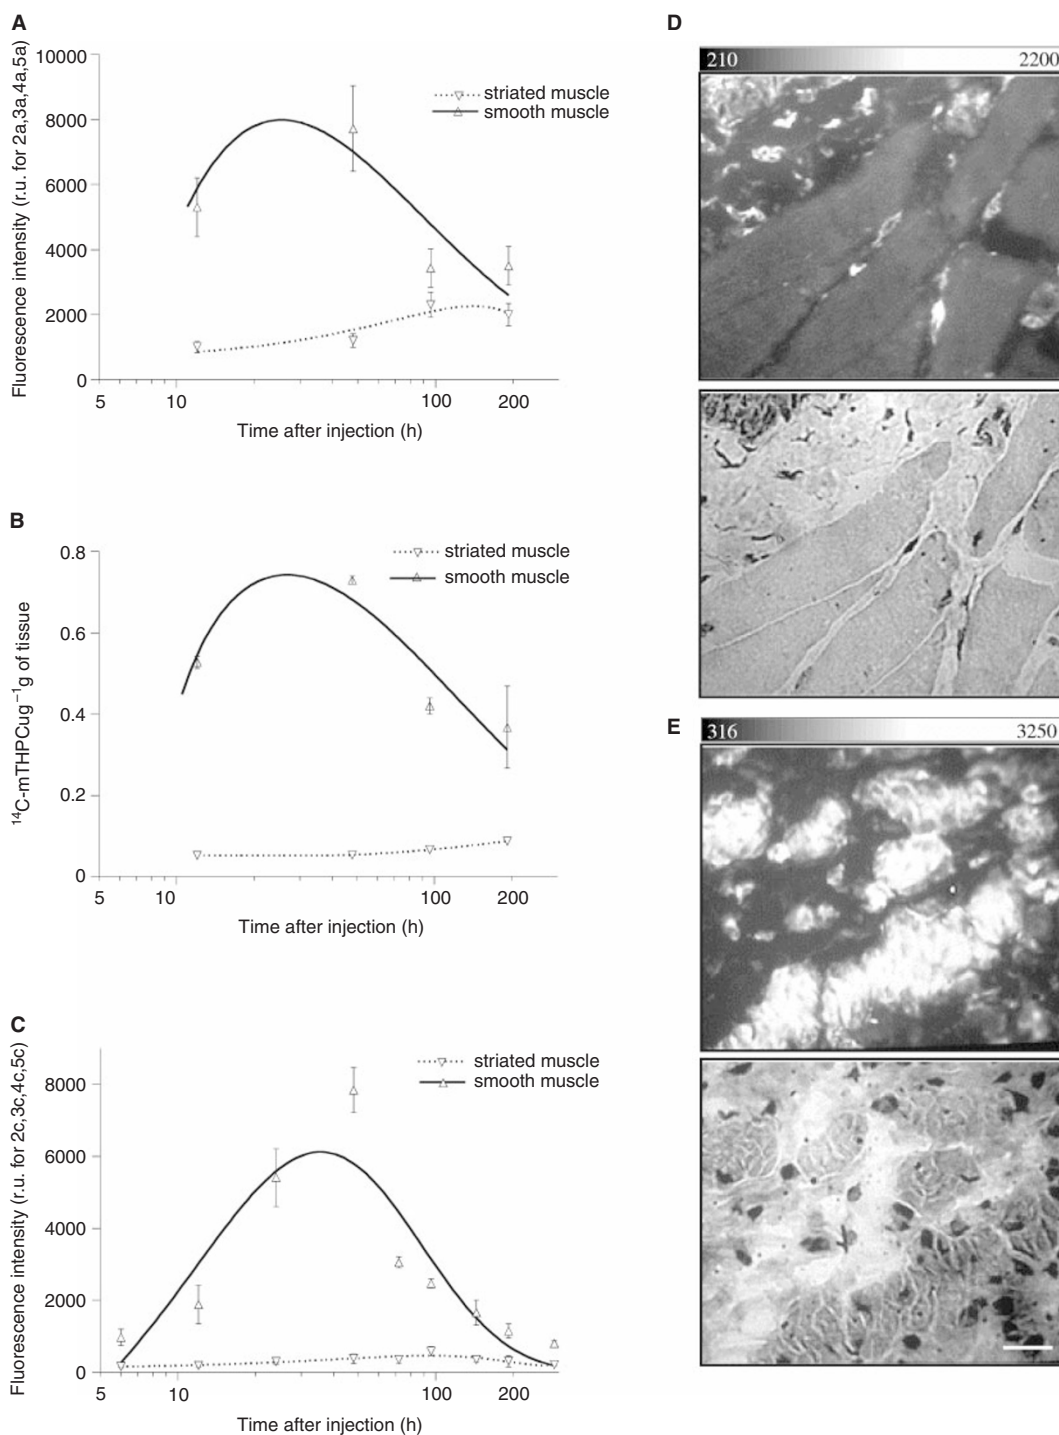 A
Fluorescence intensity (r.u. for 2a,3a,4a,5a)
10000
8000
6000
4000
2000
0
striated muscle
smooth muscle
5 10 100 200
Time after injection (h)
B
¹⁴C-mTHPCug⁻¹g of tissue
0.8
0.6
0.4
0.2
0
striated muscle
smooth muscle
5 10 100 200
Time after injection (h)
C
Fluorescence intensity (r.u. for 2c,3c,4c,5c)
8000
6000
4000
2000
0
striated muscle
smooth muscle
5 10 100 200
Time after injection (h)
D
210 2200
E
316 3250